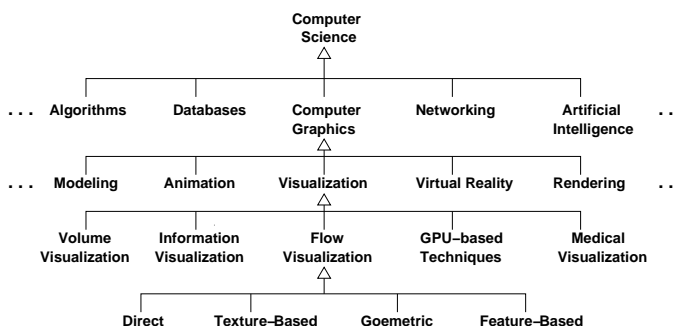 Computer
Science
. . . Algorithms Databases Computer Networking Artificial . .
Graphics Intelligence
. . . Modeling Animation Visualization Virtual Reality Rendering . .
Volume Information Flow GPU–based Medical
Visualization Visualization Visualization Techniques Visualization
Direct Texture–Based Goemetric Feature–Based